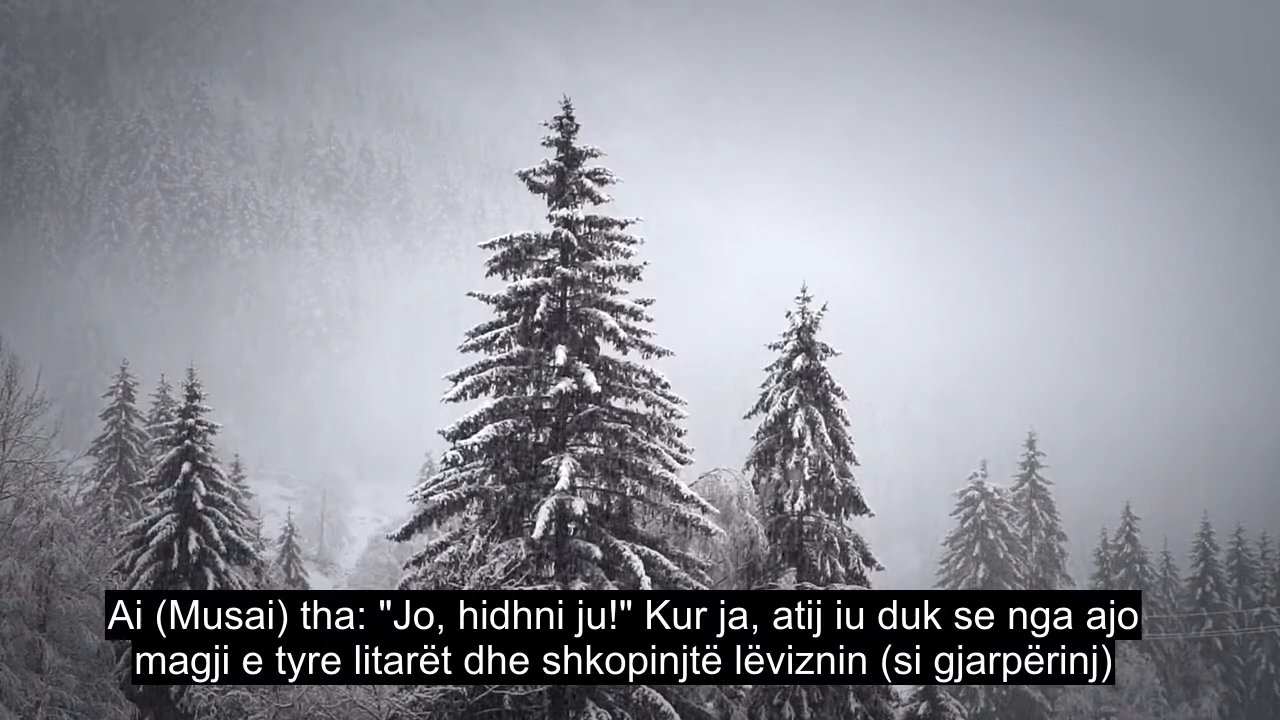 Ai (Musai) tha: "Jo, hidhni ju!" Kur ja, atij iu duk se nga ajo
magji e tyre litarët dhe shkopinjtë lëviznin (si gjarpërinj)